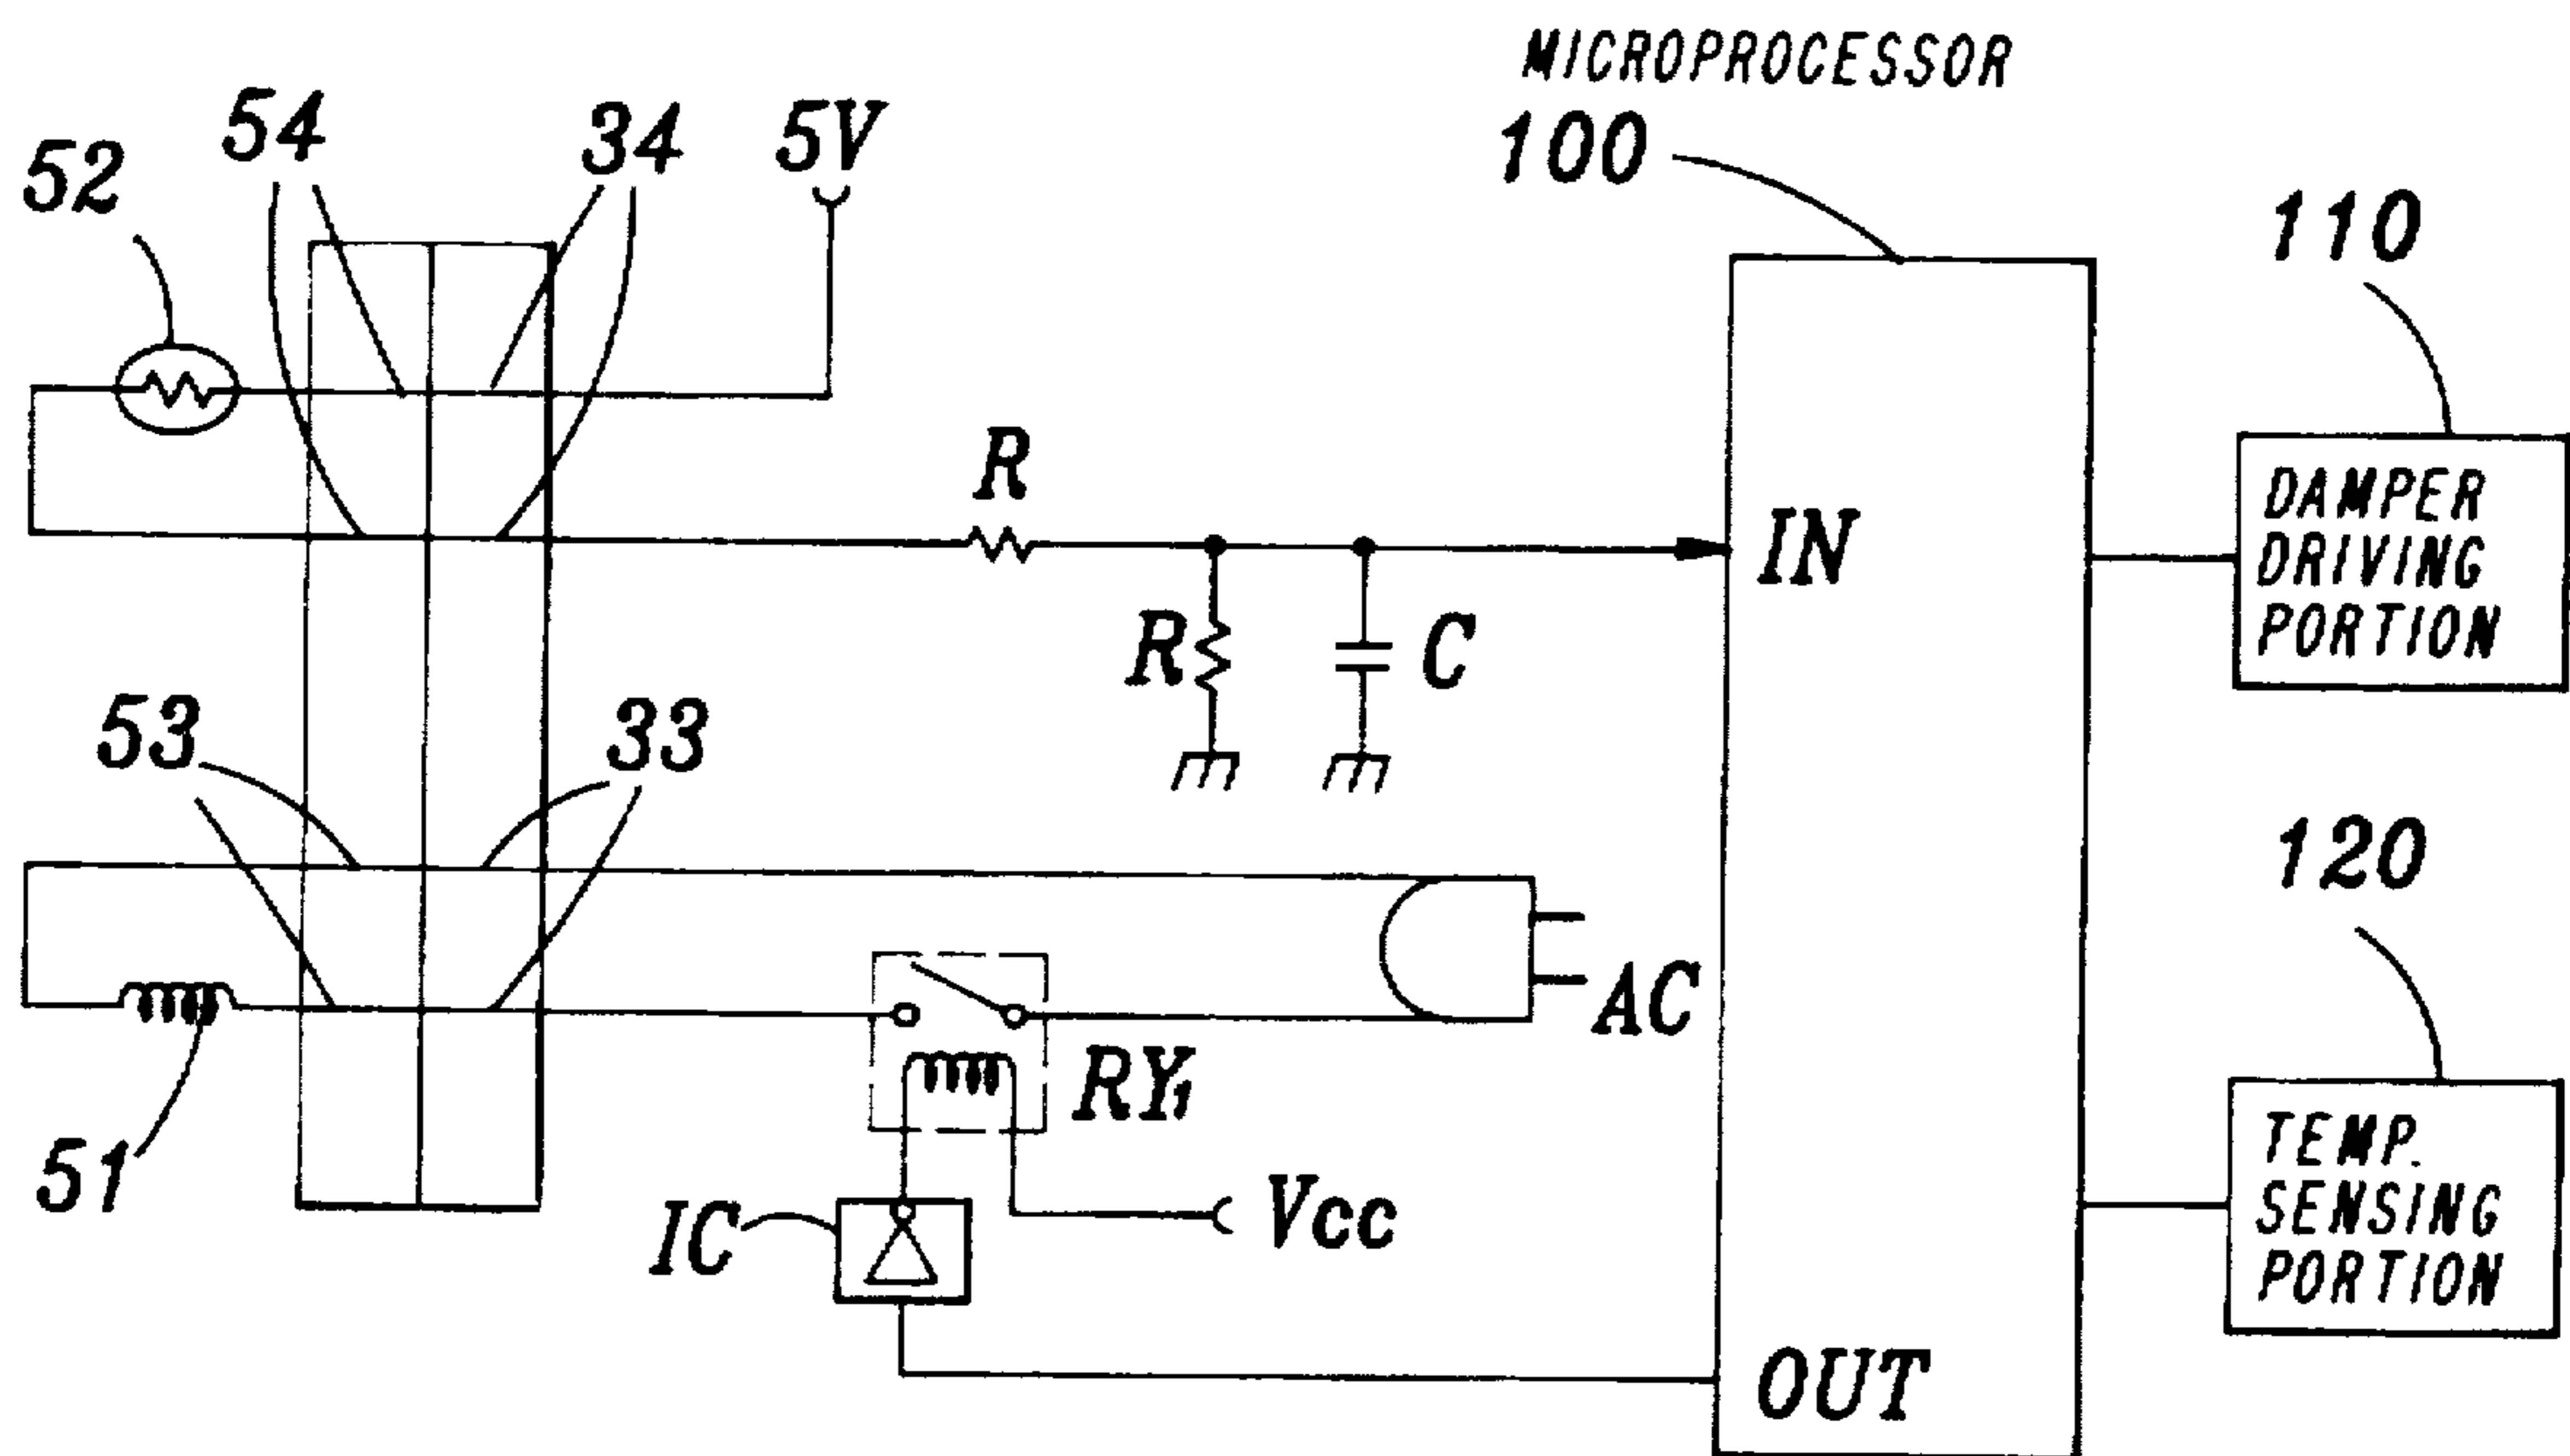 MICROPROCESSOR
100
52
54
34
5V
110
DAMPER
DRIVING
PORTION
R
IN
R
C
53
33
120
AC
RY1
51
IC
Vcc
TEMP.
SENSING
PORTION
OUT